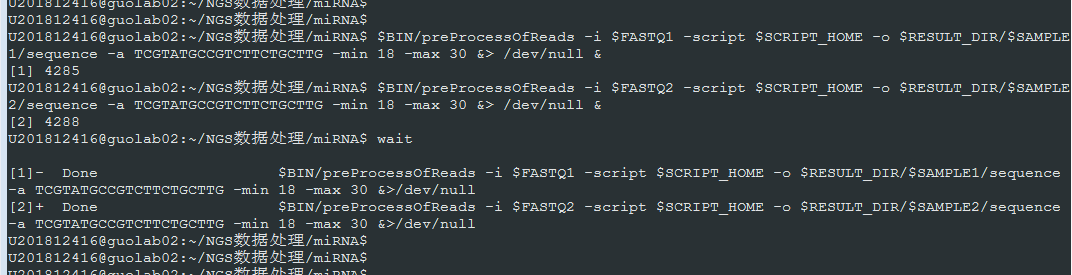 U201812416@guolab02:~/NGS数据处理/miRNA$
U201812416@guolab02:~/NGS数据处理/miRNA$
U201812416@guolab02:~/NGS数据处理/miRNA$ $BIN/preProcessOfReads -i $FASTQ1 -script $SCRIPT_HOME -o $RESULT_DIR/$SAMPLE
1/sequence -a TCGTATGCCGTCTTCTGCTTG -min 18 -max 30 &> /dev/null &
[1] 4285
U201812416@guolab02:~/NGS数据处理/miRNA$ $BIN/preProcessOfReads -i $FASTQ2 -script $SCRIPT_HOME -o $RESULT_DIR/$SAMPLE
2/sequence -a TCGTATGCCGTCTTCTGCTTG -min 18 -max 30 &> /dev/null &
[2] 4288
U201812416@guolab02:~/NGS数据处理/miRNA$ wait
[1]- Done $BIN/preProcessOfReads -i $FASTQ1 -script $SCRIPT_HOME -o $RESULT_DIR/$SAMPLE1/sequence
-a TCGTATGCCGTCTTCTGCTTG -min 18 -max 30 &>/dev/null
[2]+ Done $BIN/preProcessOfReads -i $FASTQ2 -script $SCRIPT_HOME -o $RESULT_DIR/$SAMPLE2/sequence
-a TCGTATGCCGTCTTCTGCTTG -min 18 -max 30 &>/dev/null
U201812416@guolab02:~/NGS数据处理/miRNA$
U201812416@guolab02:~/NGS数据处理/miRNA$
U201812416@guolab02:~/NGS数据处理/miRNA$